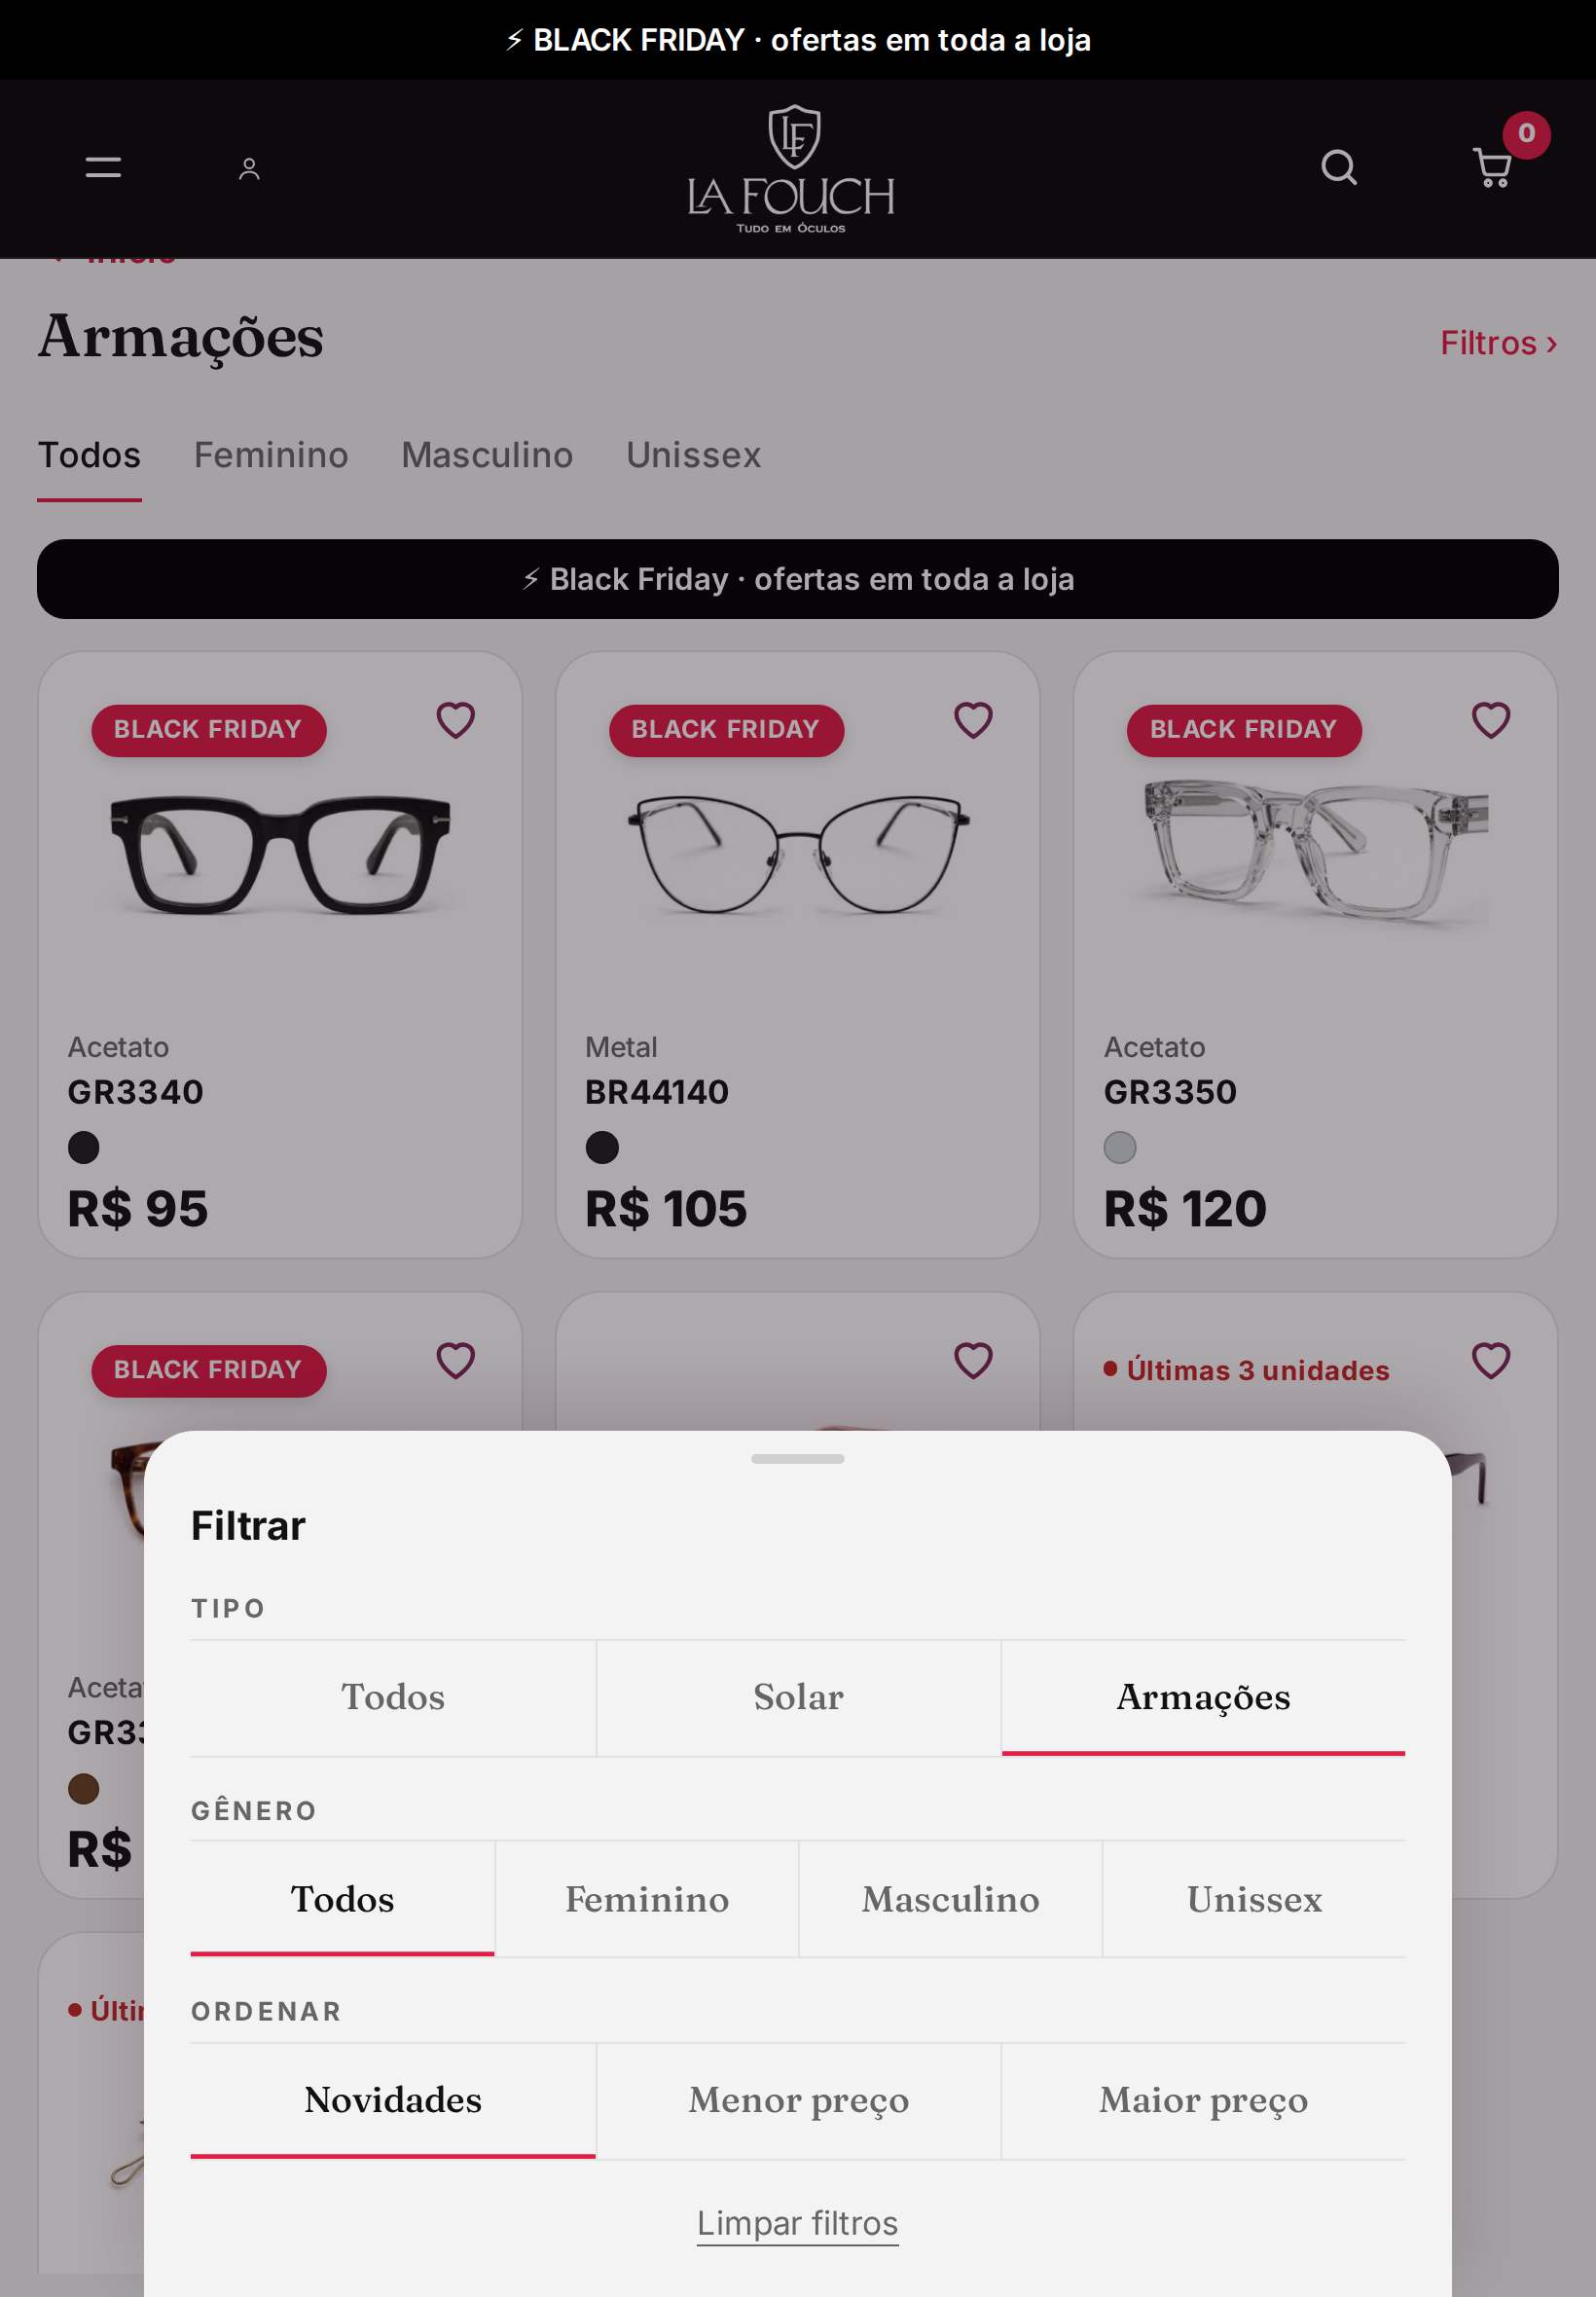 ⚡ BLACK FRIDAY · ofertas em toda a loja
0
LF
LA FOUCH
TUDO EM ÓCULOS
Armações
Filtros ›
Todos Feminino Masculino Unissex
⚡ Black Friday · ofertas em toda a loja
BLACK FRIDAY BLACK FRIDAY BLACK FRIDAY
Acetato Metal Acetato
GR3340 BR44140 GR3350
R$ 95 R$ 105 R$ 120
BLACK FRIDAY Últimas 3 unidades
R$
Filtrar
TIPO
Todos Solar Armações
GÊNERO
Todos Feminino Masculino Unissex
ORDENAR
Novidades Menor preço Maior preço
Limpar filtros